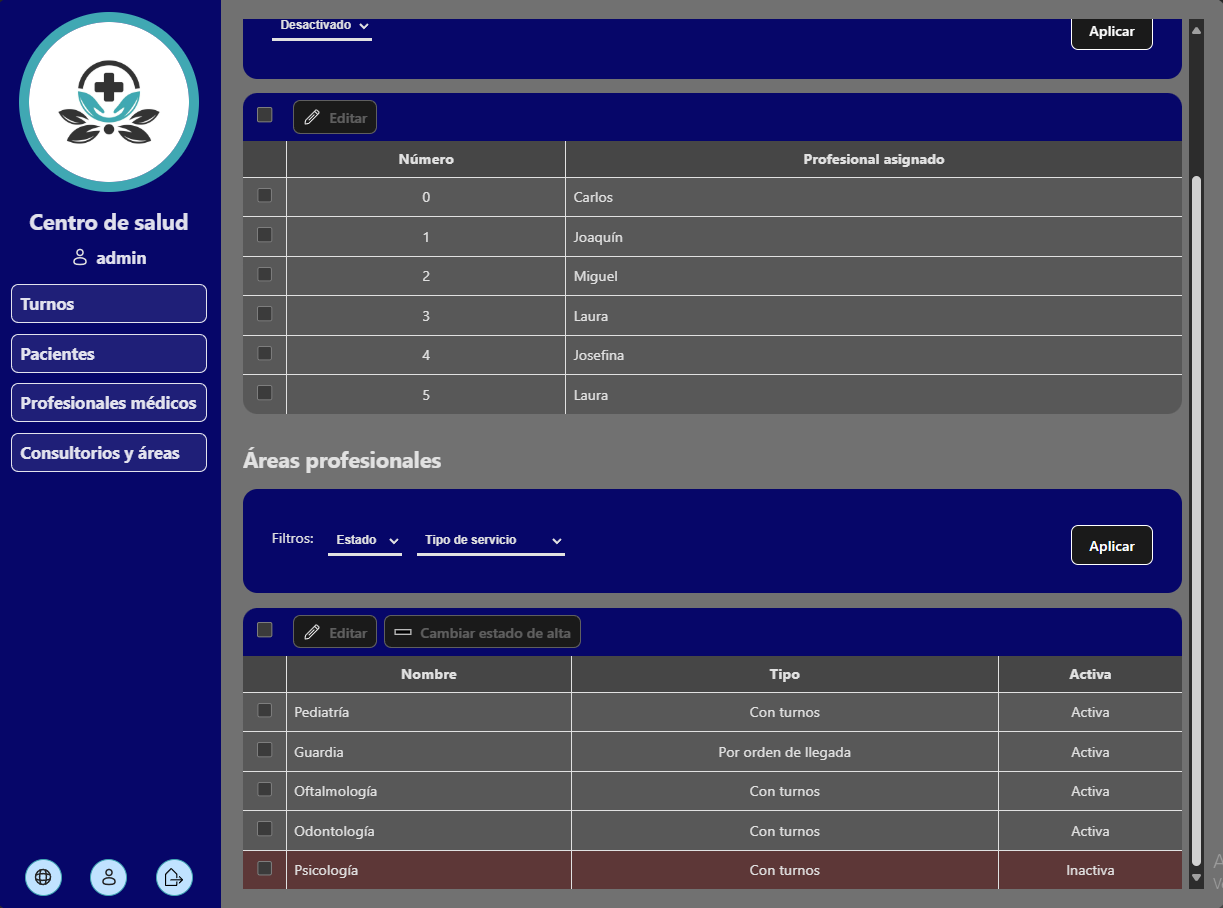 Desactivado
Aplicar
Centro de salud
admin
Turnos
Pacientes
Profesionales médicos
Consultorios y áreas
Editar
Número Profesional asignado
0 Carlos
1 Joaquín
2 Miguel
3 Laura
4 Josefina
5 Laura
Áreas profesionales
Filtros: Estado Tipo de servicio Aplicar
Editar Cambiar estado de alta
Nombre Tipo Activa
Pediatría Con turnos Activa
Guardia Por orden de llegada Activa
Oftalmología Con turnos Activa
Odontología Con turnos Activa
Psicología Con turnos Inactiva